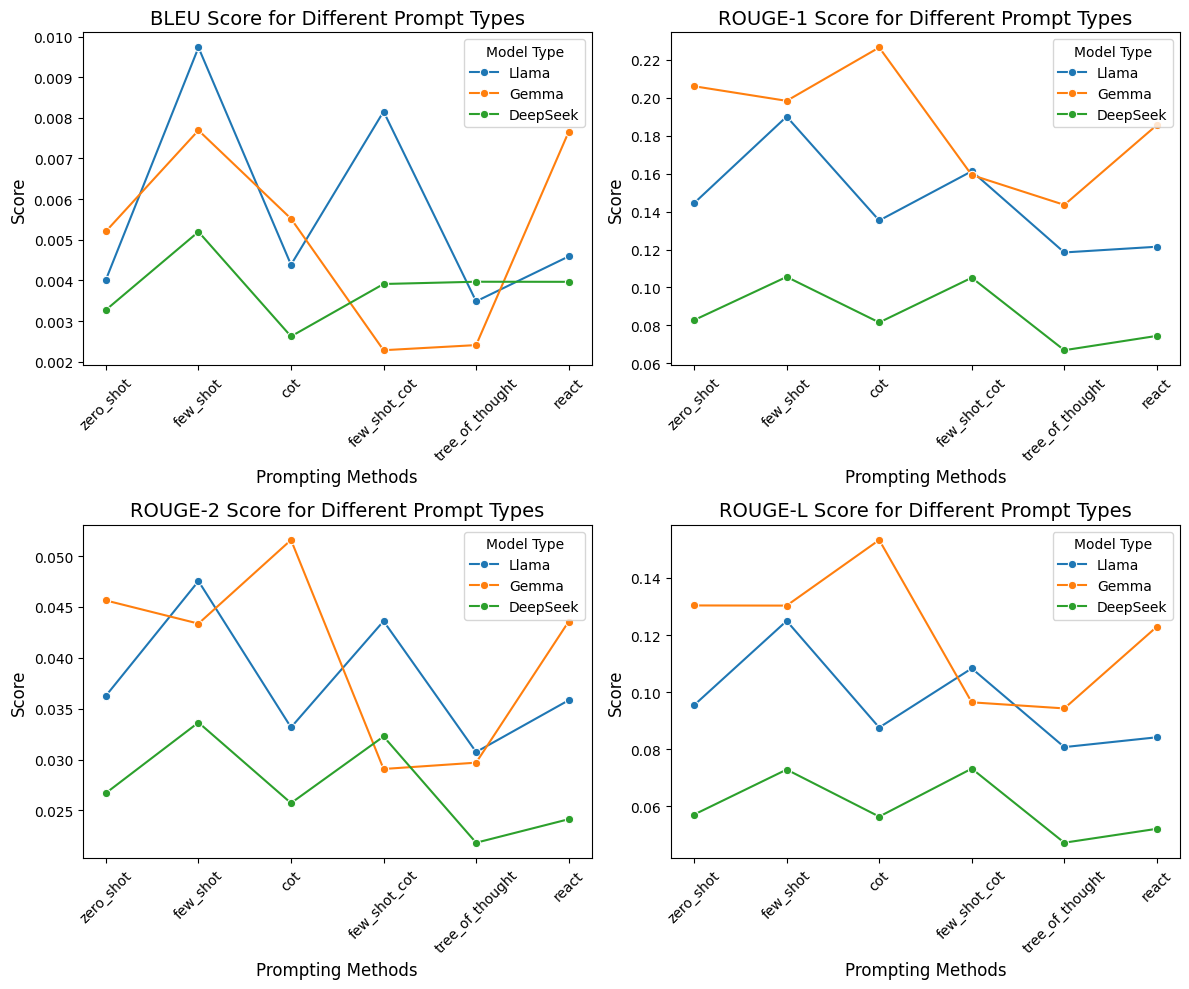 BLEU Score for Different Prompt Types
Score
0.010
0.009
0.008
0.007
0.006
0.005
0.004
0.003
0.002
Model Type
Llama
Gemma
DeepSeek
zero_shot
few_shot
cot
few_shot_cot
tree_of_thought
react
Prompting Methods
ROUGE-1 Score for Different Prompt Types
Score
0.22
0.20
0.18
0.16
0.14
0.12
0.10
0.08
0.06
Model Type
Llama
Gemma
DeepSeek
zero_shot
few_shot
cot
few_shot_cot
tree_of_thought
react
Prompting Methods
ROUGE-2 Score for Different Prompt Types
Score
0.050
0.045
0.040
0.035
0.030
0.025
Model Type
Llama
Gemma
DeepSeek
zero_shot
few_shot
cot
few_shot_cot
tree_of_thought
react
Prompting Methods
ROUGE-L Score for Different Prompt Types
Score
0.14
0.12
0.10
0.08
0.06
Model Type
Llama
Gemma
DeepSeek
zero_shot
few_shot
cot
few_shot_cot
tree_of_thought
react
Prompting Methods